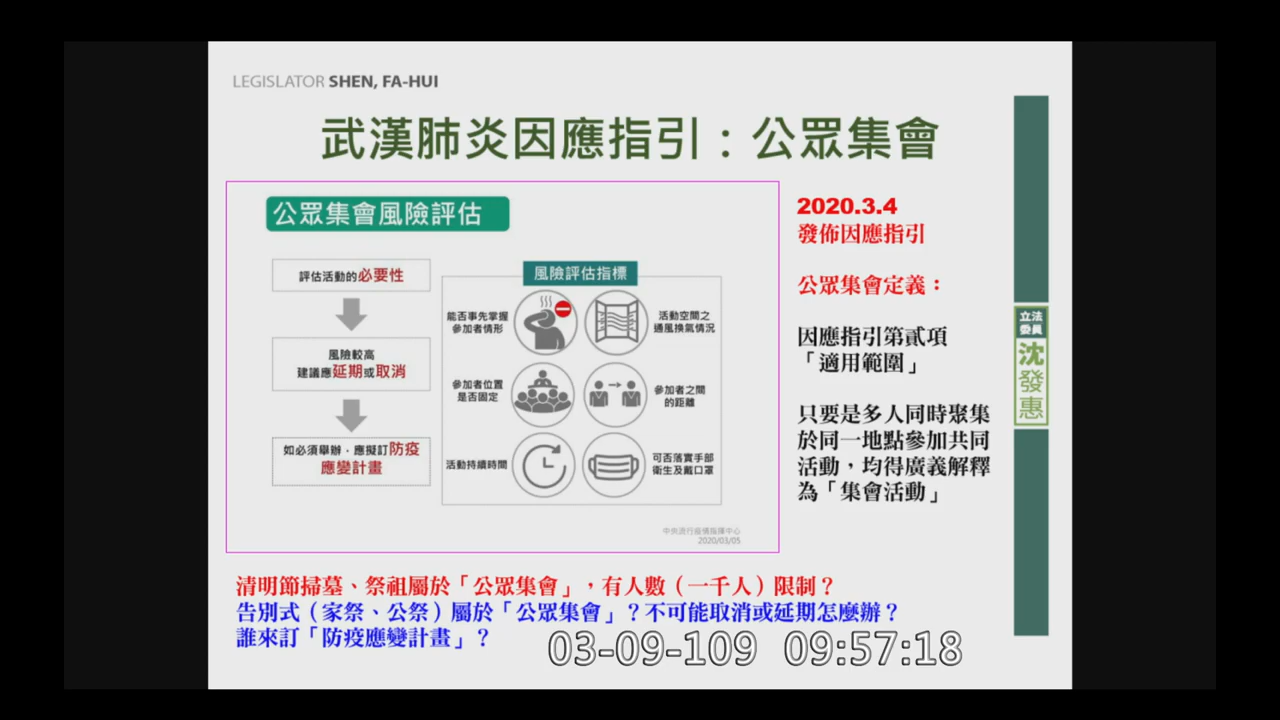 LEGISLATOR SHEN, FA-HUI
武漢肺炎因應指引：公眾集會
公眾集會風險評估
評估活動的必要性
風險較高
建議應延期或取消
如必須舉辦，應擬訂防疫
應變計畫
風險評估指標
能否事先掌握
參加者情形
活動空間之
通風換氣情況
參加者位置
是否固定
參加者之間
的距離
活動持續時間
可否落實手部
衛生及戴口罩
中央流行疫情指揮中心
2020/03/05
2020.3.4
發佈因應指引
公眾集會定義：
因應指引第貳項
「適用範圍」
只要是多人同時聚集
於同一地點參加共同
活動，均得廣義解釋
為「集會活動」
立法
委員
沈
發
惠
清明節掃墓、祭祖屬於「公眾集會」，有人數（一千人）限制？
告別式（家祭、公祭）屬於「公眾集會」？不可能取消或延期怎麼辦？
誰來訂「防疫應變計畫」？
03-09-109 09:57:18